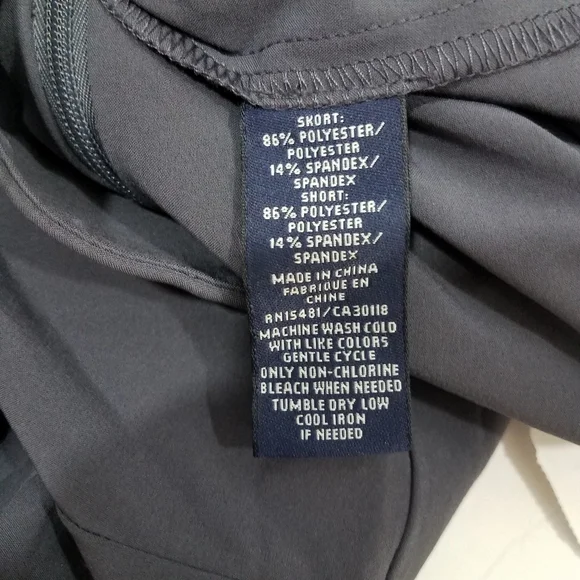 SKORT:
86% POLYESTER/
POLYESTER
14% SPANDEX/
SPANDEX
SHORT:
86% POLYESTER/
POLYESTER
14% SPANDEX/
SPANDEX
MADE IN CHINA
FABRIQUE EN
CHINE
RN15481/CA30118
MACHINE WASH COLD
WITH LIKE COLORS
GENTLE CYCLE
ONLY NON-CHLORINE
BLEACH WHEN NEEDED
TUMBLE DRY LOW
COOL IRON
IF NEEDED